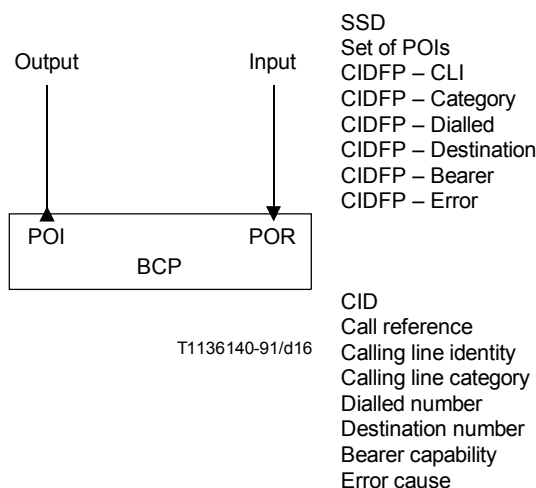 SSD
Set of POIs
CIDFP – CLI
CIDFP – Category
CIDFP – Dialled
CIDFP – Destination
CIDFP – Bearer
CIDFP – Error
Output
Input
POI
POR
BCP
T1136140-91/d16
CID
Call reference
Calling line identity
Calling line category
Dialled number
Destination number
Bearer capability
Error cause